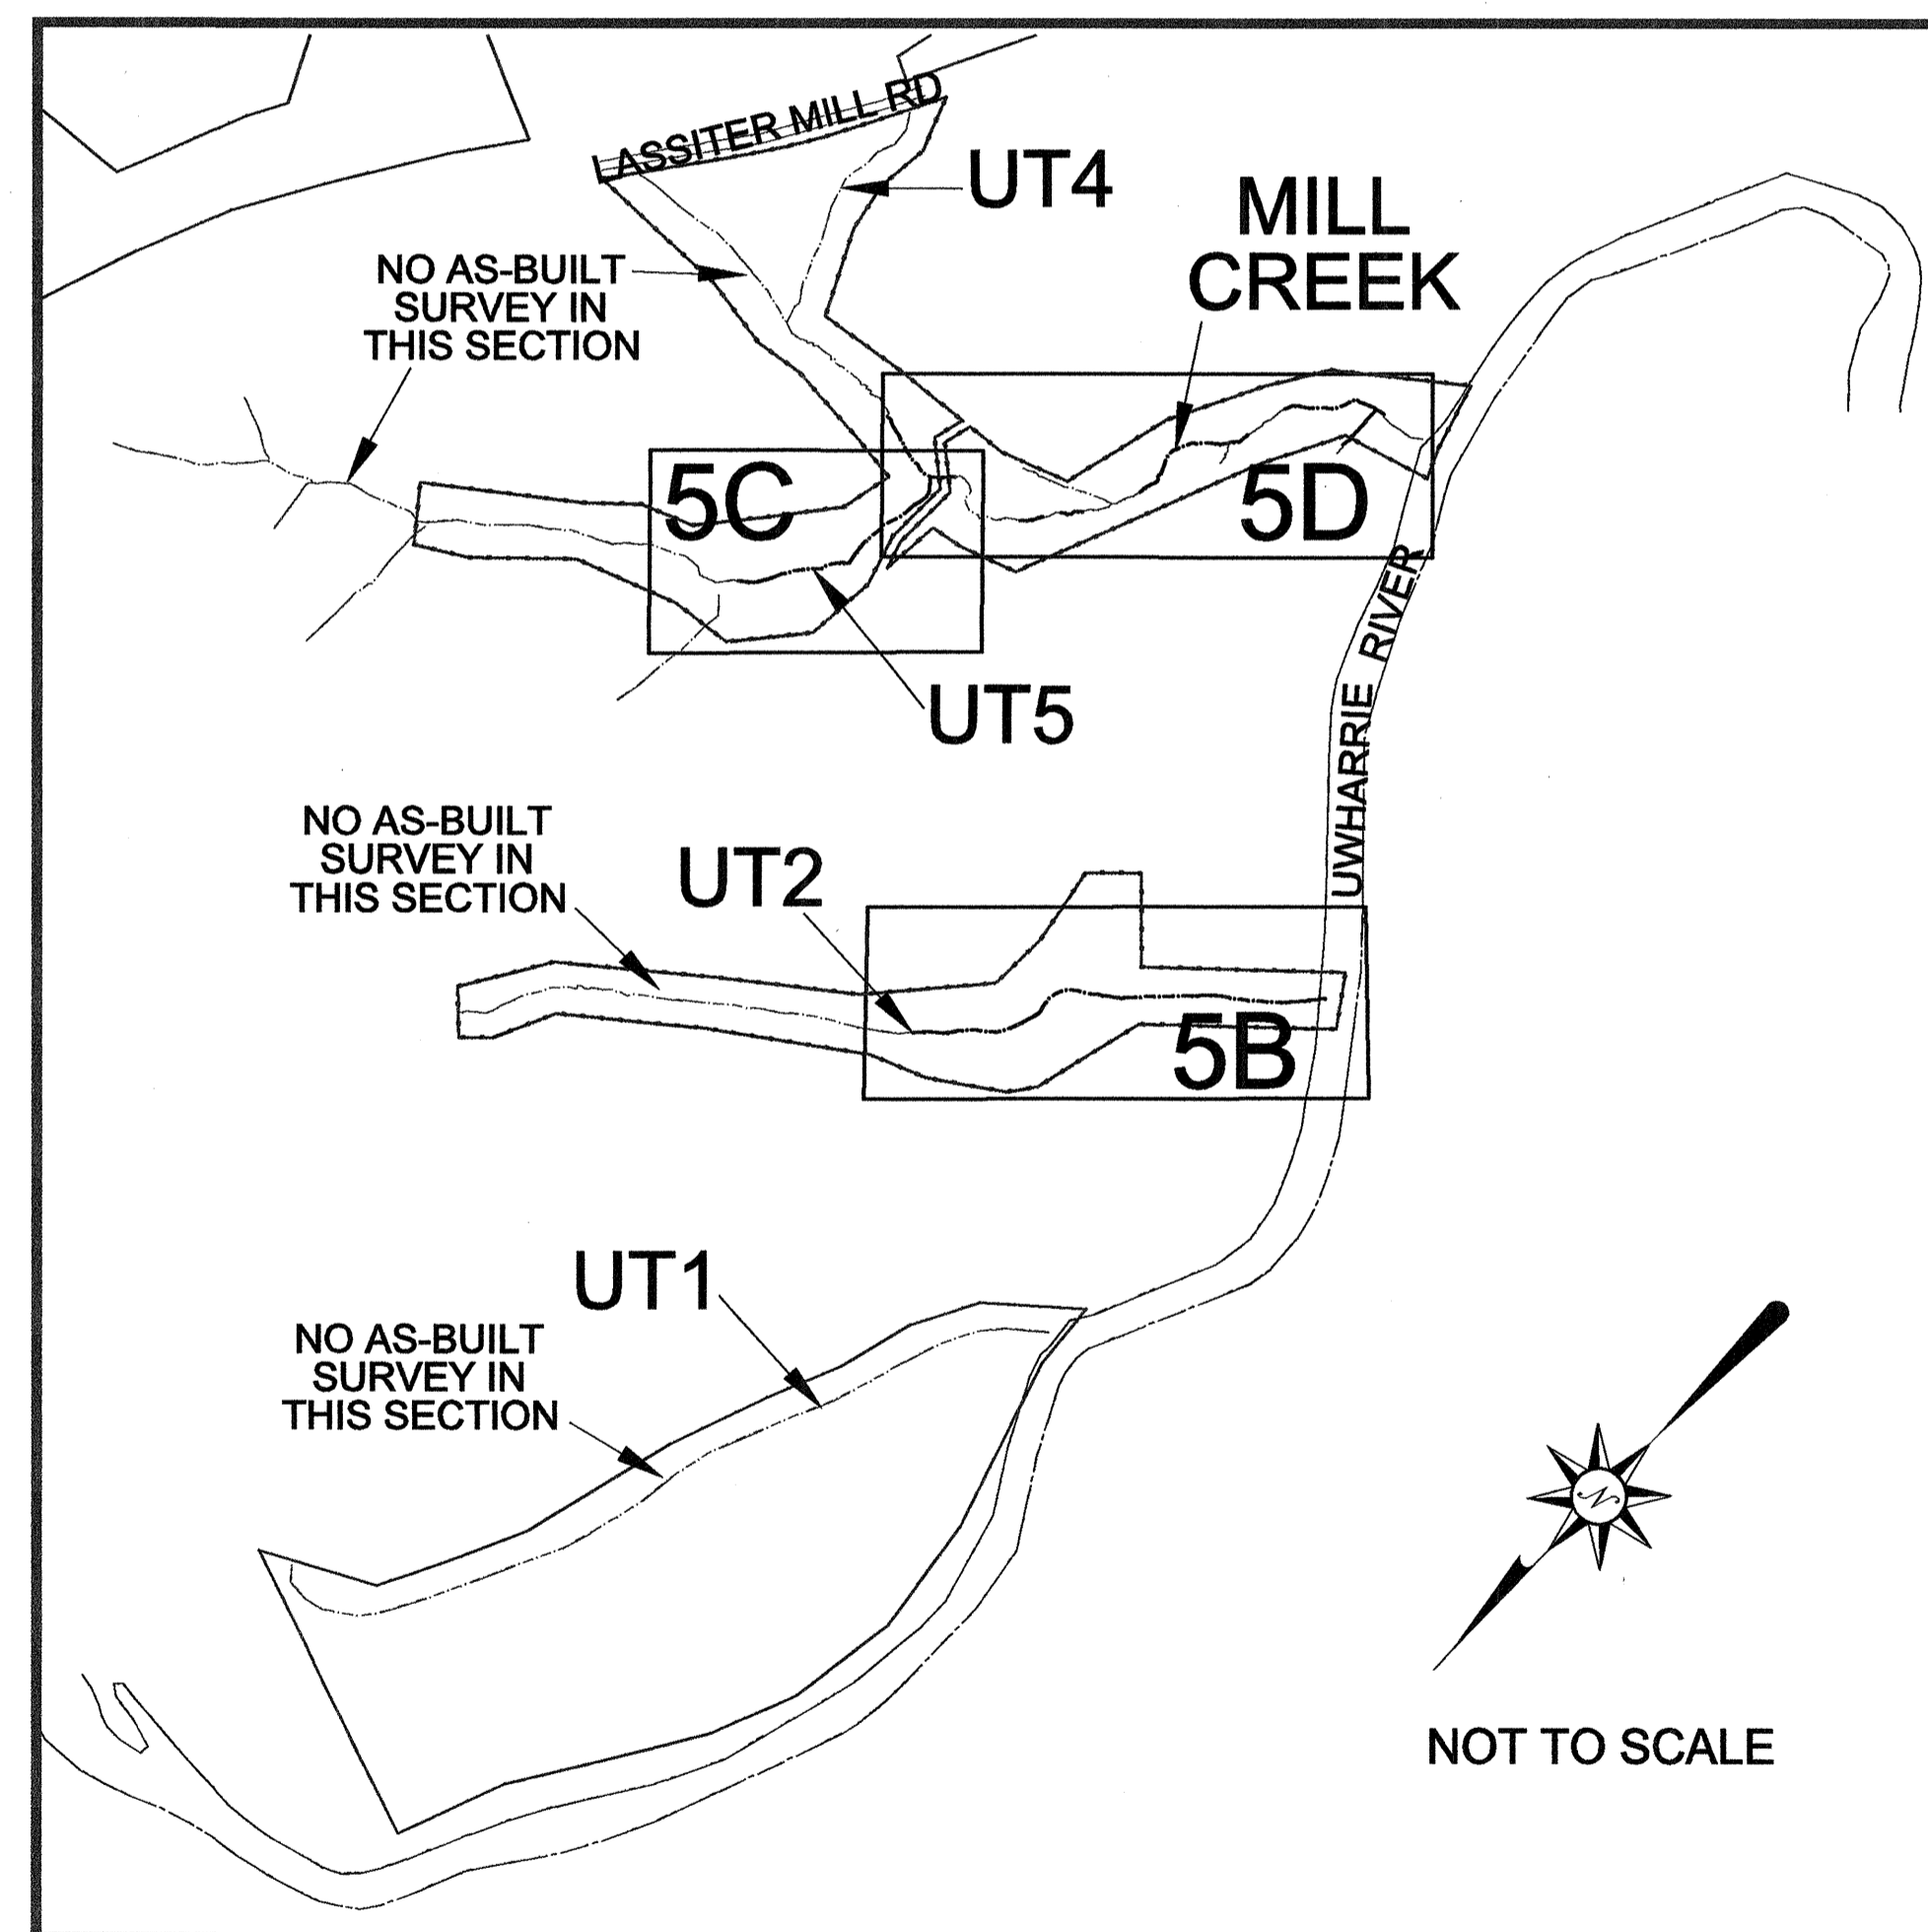 LASSITER MILL RD
UT4
MILL
CREEK
NO AS-BUILT
SURVEY IN
THIS SECTION
5C
5D
UWHARRIE RIVER
UT5
NO AS-BUILT
SURVEY IN
THIS SECTION
UT2
5B
UT1
NO AS-BUILT
SURVEY IN
THIS SECTION
N
NOT TO SCALE